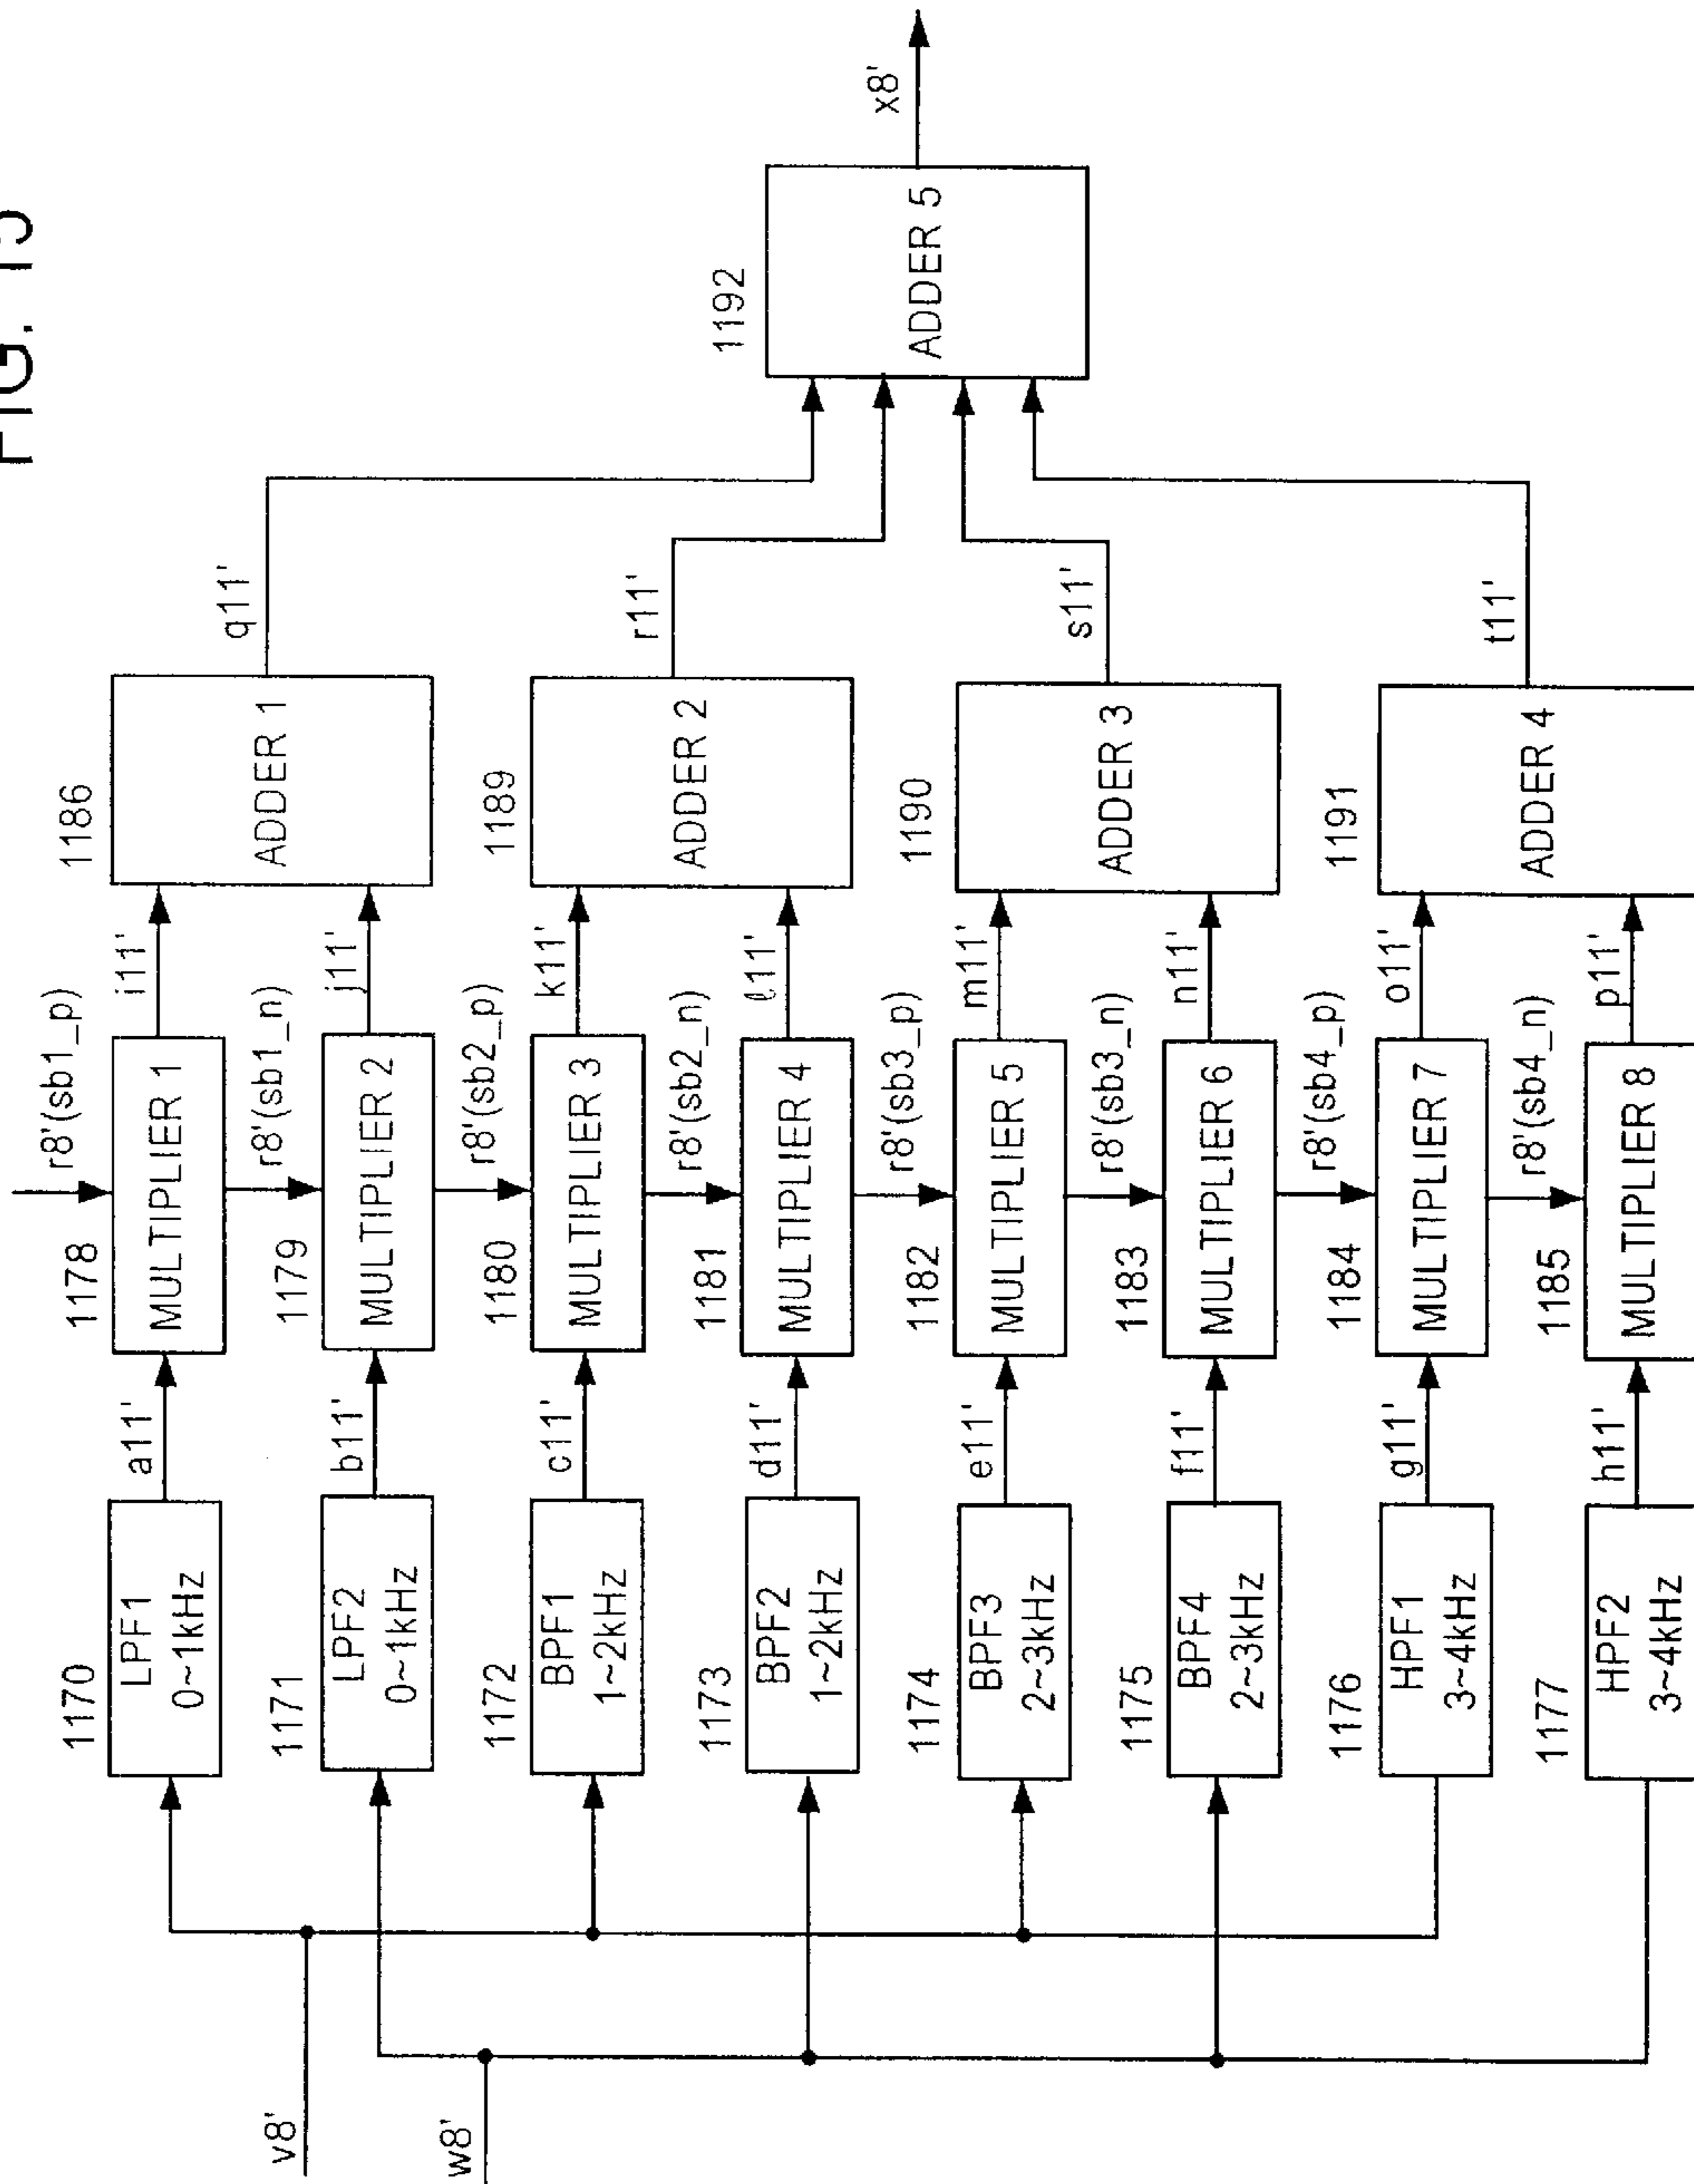 FIG. 15
v8'
w8'
1170
LPF1
0~1kHz
a11'
1178
MULTIPLIER 1
r8'(sb1_p)
i11'
1171
LPF2
0~1kHz
b11'
1179
MULTIPLIER 2
r8'(sb1_n)
j11'
1186
ADDER 1
q11'
1172
BPF1
1~2kHz
c11'
1180
MULTIPLIER 3
r8'(sb2_p)
k11'
1173
BPF2
1~2kHz
d11'
1181
MULTIPLIER 4
r8'(sb2_n)
ℓ11'
1189
ADDER 2
r11'
1174
BPF3
2~3kHz
e11'
1182
MULTIPLIER 5
r8'(sb3_p)
m11'
1175
BPF4
2~3kHz
f11'
1183
MULTIPLIER 6
r8'(sb3_n)
n11'
1190
ADDER 3
s11'
1176
HPF1
3~4kHz
g11'
1184
MULTIPLIER 7
r8'(sb4_p)
o11'
1177
HPF2
3~4kHz
h11'
1185
MULTIPLIER 8
r8'(sb4_n)
p11'
1191
ADDER 4
t11'
1192
ADDER 5
x8'